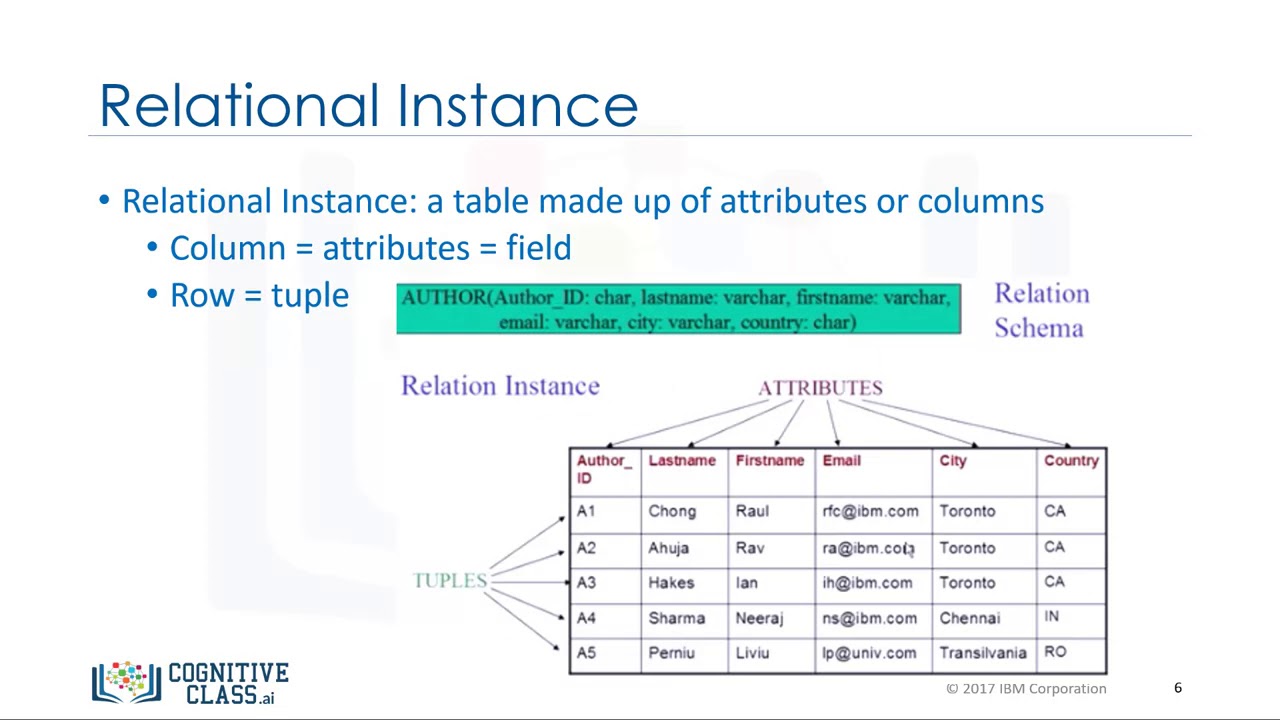 Relational Instance
• Relational Instance: a table made up of attributes or columns
• Column = attributes = field
• Row = tuple
AUTHOR(Author_ID: char, lastname: varchar, firstname: varchar,
email: varchar, city: varchar, country: char)
Relation
Schema
Relation Instance
ATTRIBUTES
Author_ Lastname Firstname Email City Country
ID
A1 Chong Raul rfc@ibm.com Toronto CA
A2 Ahuja Rav ra@ibm.com Toronto CA
TUPLES
A3 Hakes Ian ih@ibm.com Toronto CA
A4 Sharma Neeraj ns@ibm.com Chennai IN
A5 Perniu Liviu lp@univ.com Transilvania RO
COGNITIVE
CLASS.ai
© 2017 IBM Corporation
6